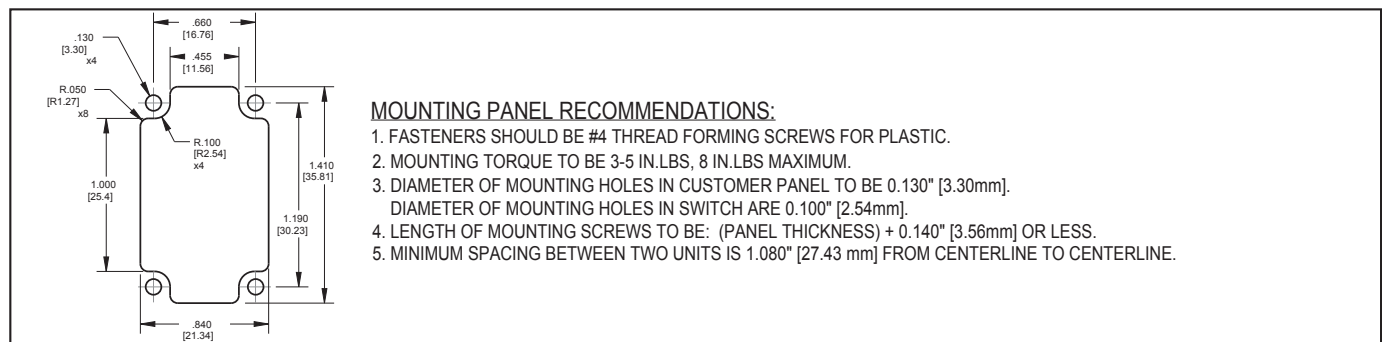 .660
[16.76]
.130
[3.30]
x4
.455
[11.56]
R.050
[R1.27]
x8
R.100
[R2.54]
x4
1.410
[35.81]
1.000
[25.4]
1.190
[30.23]
.840
[21.34]
MOUNTING PANEL RECOMMENDATIONS:
1. FASTENERS SHOULD BE #4 THREAD FORMING SCREWS FOR PLASTIC.
2. MOUNTING TORQUE TO BE 3-5 IN.LBS, 8 IN.LBS MAXIMUM.
3. DIAMETER OF MOUNTING HOLES IN CUSTOMER PANEL TO BE 0.130" [3.30mm].
DIAMETER OF MOUNTING HOLES IN SWITCH ARE 0.100" [2.54mm].
4. LENGTH OF MOUNTING SCREWS TO BE: (PANEL THICKNESS) + 0.140" [3.56mm] OR LESS.
5. MINIMUM SPACING BETWEEN TWO UNITS IS 1.080" [27.43 mm] FROM CENTERLINE TO CENTERLINE.